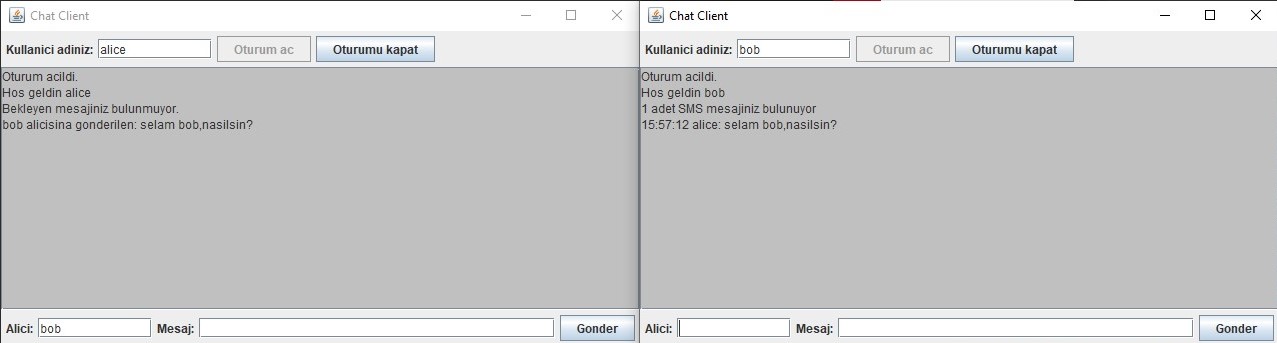 Chat Client
Kullanici adiniz: alice Oturum ac Oturumu kapat
Oturum acildi.
Hos geldin alice
Bekleyen mesajiniz bulunmuyor.
bob alicisina gonderilen: selam bob,nasilsin?
Alici: bob Mesaj: Gonder
Chat Client
Kullanici adiniz: bob Oturum ac Oturumu kapat
Oturum acildi.
Hos geldin bob
1 adet SMS mesajiniz bulunuyor
15:57:12 alice: selam bob,nasilsin?
Alici: Mesaj: Gonder